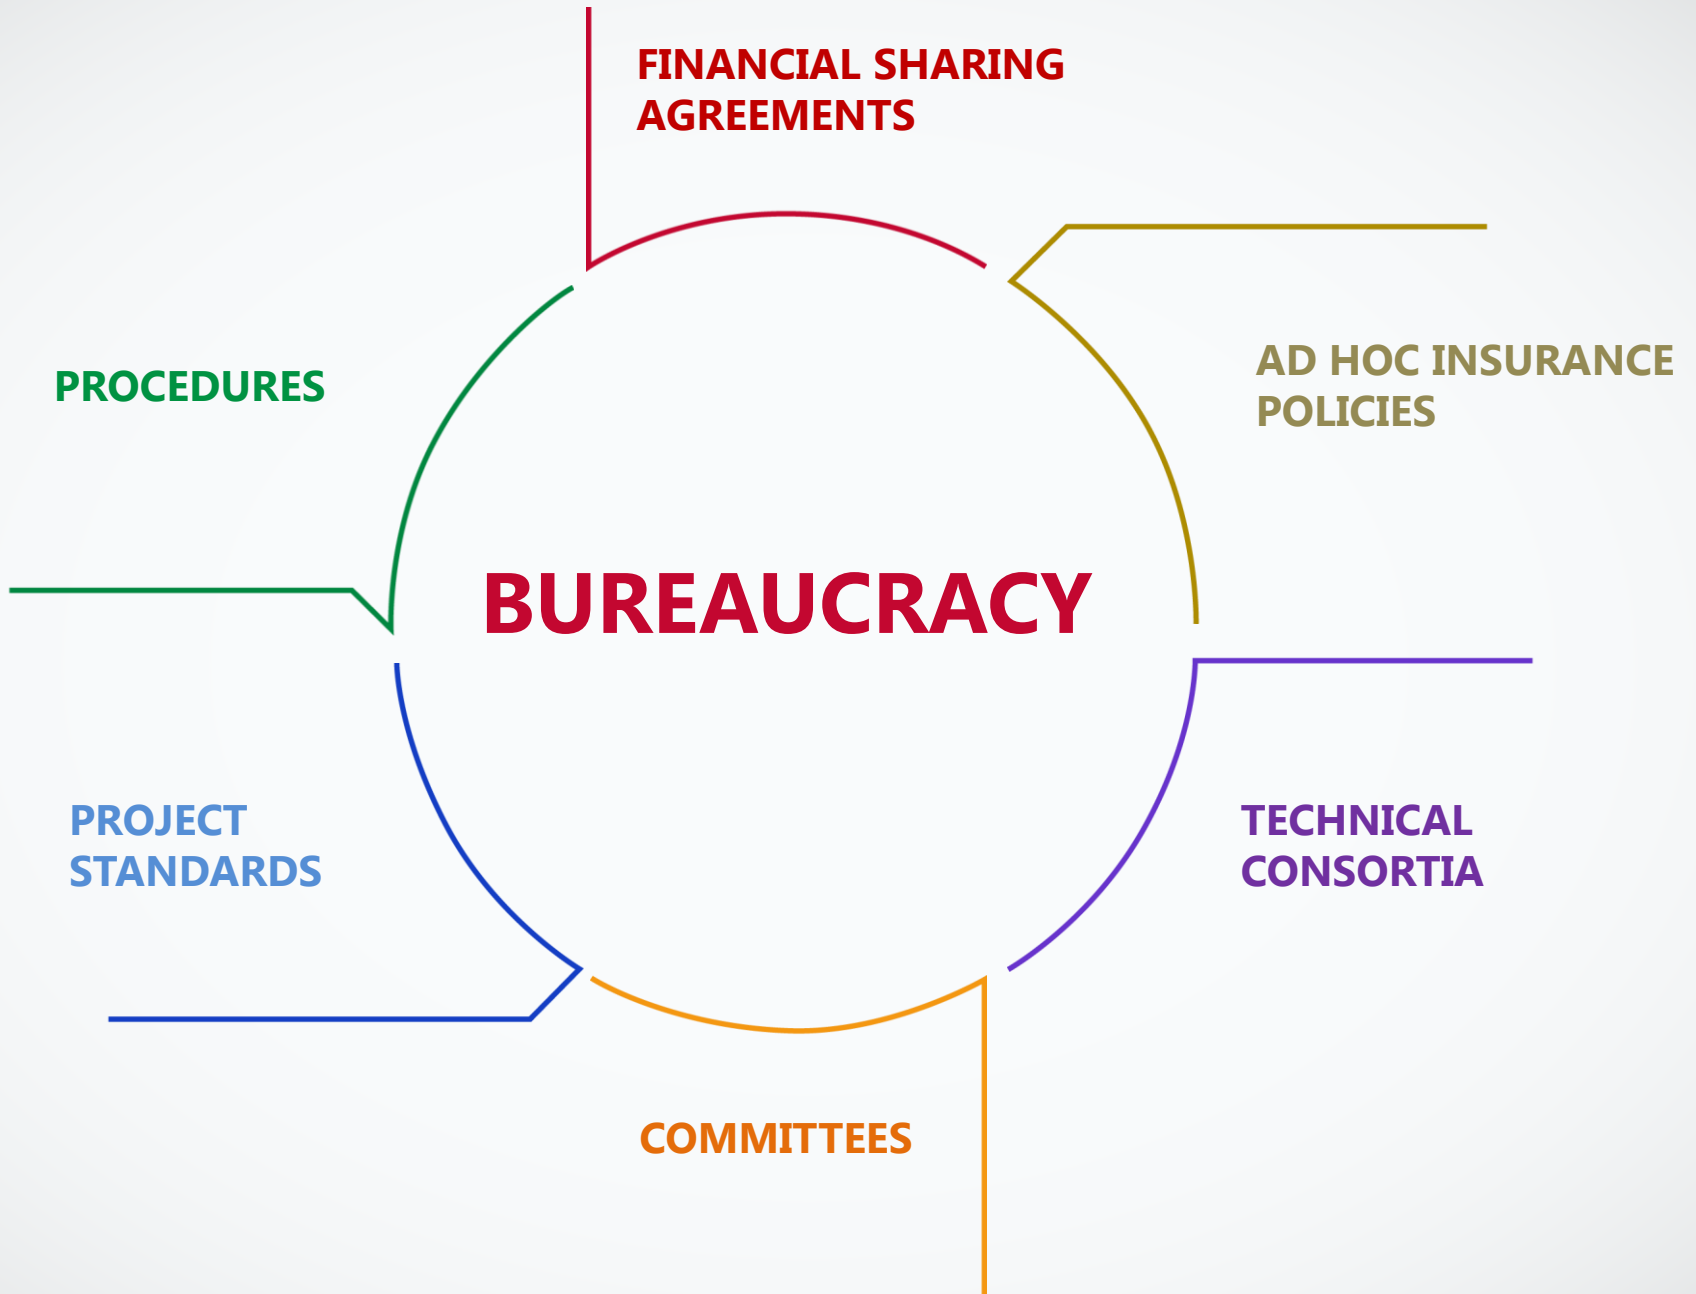 FINANCIAL SHARING
AGREEMENTS
AD HOC INSURANCE
POLICIES
PROCEDURES
BUREAUCRACY
PROJECT
STANDARDS
TECHNICAL
CONSORTIA
COMMITTEES